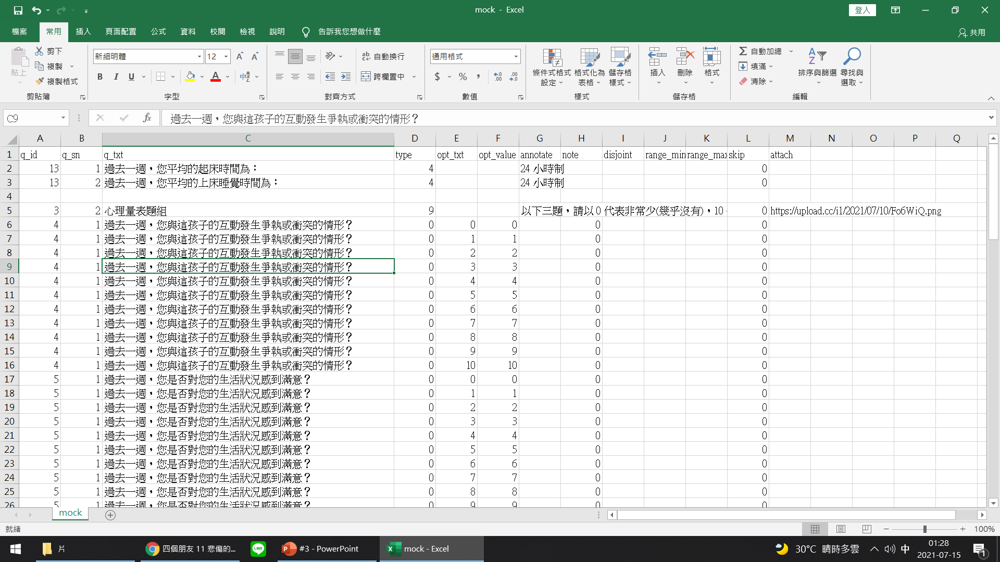 mock - Excel
登入
檔案 常用 插入 頁面配置 公式 資料 校閱 檢視 說明 告訴我您想做什麼 共用
貼上 剪下 複製 複製格式 剪貼簿
新細明體 12 B I U A 字型
自動換行 跨欄置中 對齊方式
通用格式 $ % , 數值
條件式格式設定 格式化為表格 儲存格樣式 樣式
插入 刪除 格式 儲存格
自動加總 填滿 清除 排序與篩選 尋找與選取 編輯
C9 fx 過去一週，您與這孩子的互動發生爭執或衝突的情形？
A B C D E F G H I J K L M N O P Q
1 q_id q_sn q_txt type opt_txt opt_value annotate note disjoint range_min range_max skip attach
2 13 1 過去一週，您平均的起床時間為： 4 24 小時制 0
3 13 2 過去一週，您平均的上床睡覺時間為： 4 24 小時制 0
4
5 3 2 心理量表題組 9 以下三題，請以 0 代表非常少(幾乎沒有)，10 0 https://upload.cc/i1/2021/07/10/Fo6WiQ.png
6 4 1 過去一週，您與這孩子的互動發生爭執或衝突的情形？ 0 0 0 0 0
7 4 1 過去一週，您與這孩子的互動發生爭執或衝突的情形？ 0 1 1 0 0
8 4 1 過去一週，您與這孩子的互動發生爭執或衝突的情形？ 0 2 2 0 0
9 4 1 過去一週，您與這孩子的互動發生爭執或衝突的情形？ 0 3 3 0 0
10 4 1 過去一週，您與這孩子的互動發生爭執或衝突的情形？ 0 4 4 0 0
11 4 1 過去一週，您與這孩子的互動發生爭執或衝突的情形？ 0 5 5 0 0
12 4 1 過去一週，您與這孩子的互動發生爭執或衝突的情形？ 0 6 6 0 0
13 4 1 過去一週，您與這孩子的互動發生爭執或衝突的情形？ 0 7 7 0 0
14 4 1 過去一週，您與這孩子的互動發生爭執或衝突的情形？ 0 8 8 0 0
15 4 1 過去一週，您與這孩子的互動發生爭執或衝突的情形？ 0 9 9 0 0
16 4 1 過去一週，您與這孩子的互動發生爭執或衝突的情形？ 0 10 10 0 0
17 5 1 過去一週，您是否對您的生活狀況感到滿意？ 0 0 0 0 0
18 5 1 過去一週，您是否對您的生活狀況感到滿意？ 0 1 1 0 0
19 5 1 過去一週，您是否對您的生活狀況感到滿意？ 0 2 2 0 0
20 5 1 過去一週，您是否對您的生活狀況感到滿意？ 0 3 3 0 0
21 5 1 過去一週，您是否對您的生活狀況感到滿意？ 0 4 4 0 0
22 5 1 過去一週，您是否對您的生活狀況感到滿意？ 0 5 5 0 0
23 5 1 過去一週，您是否對您的生活狀況感到滿意？ 0 6 6 0 0
24 5 1 過去一週，您是否對您的生活狀況感到滿意？ 0 7 7 0 0
25 5 1 過去一週，您是否對您的生活狀況感到滿意？ 0 8 8 0 0
26 5 1 過去一週，您是否對您的生活狀況感到滿意？ 0 9 9 0 0
mock
就緒 100%
片 四個朋友 11 悲傷的... LINE #3 - PowerPoint mock - Excel 30°C 晴時多雲 中 01:28
2021-07-15 1